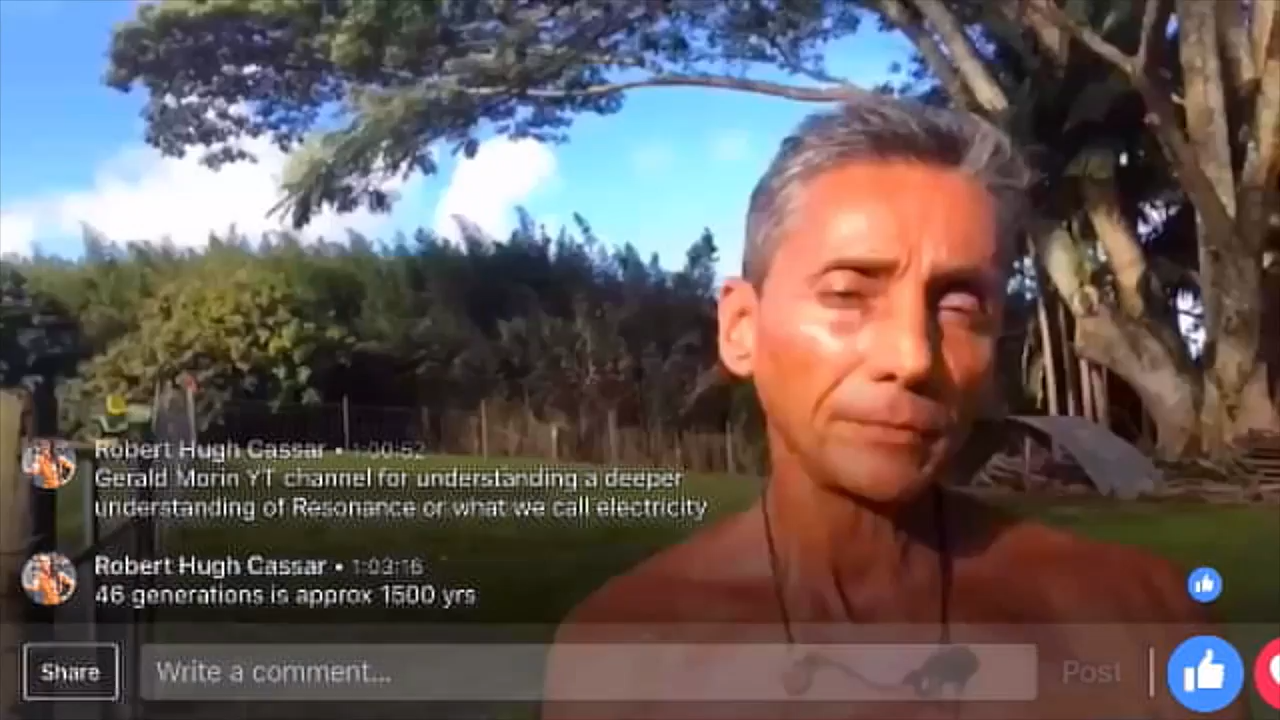 Robert Hugh Cassar • 1:00:52
Gerald Morin YT channel for understanding a deeper
understanding of Resonance or what we call electricity
Robert Hugh Cassar • 1:03:16
46 generations is approx 1500 yrs
Share
Write a comment...
Post